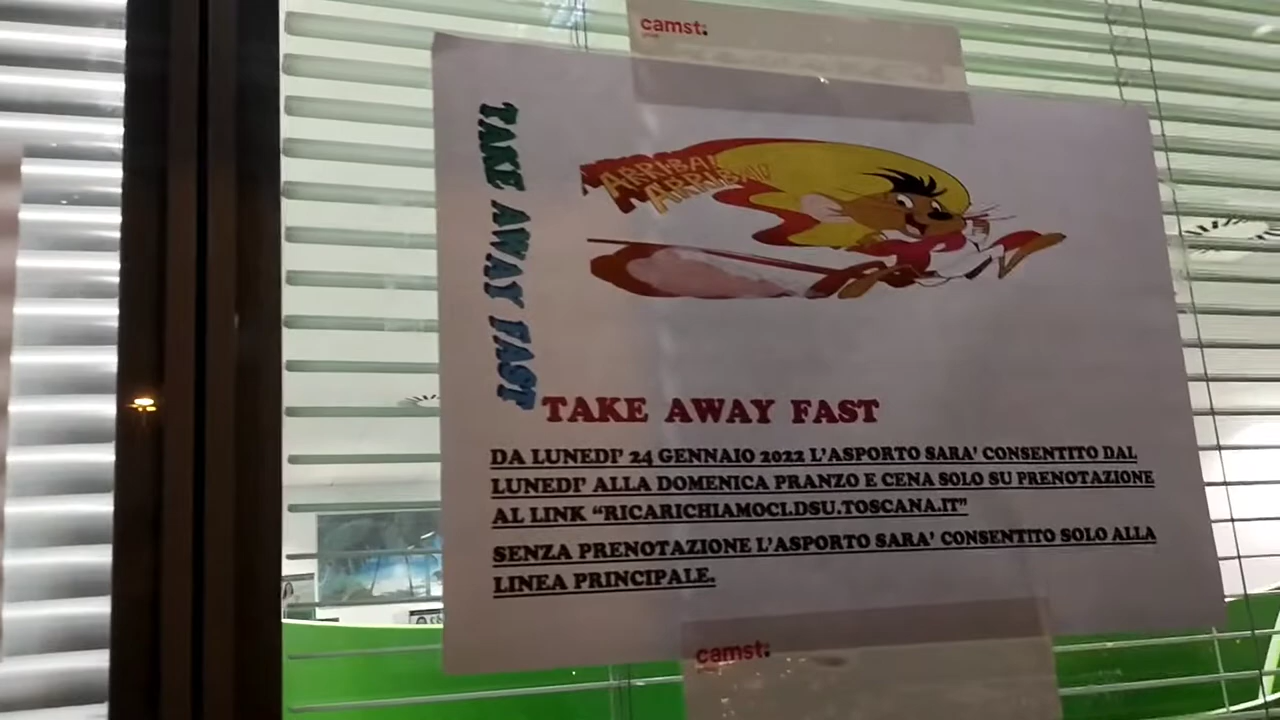 camst:
TAKE AWAY FAST
ARRIBA!
ARRIBA!!
TAKE AWAY FAST
DA LUNEDI' 24 GENNAIO 2022 L'ASPORTO SARA' CONSENTITO DAL
LUNEDI' ALLA DOMENICA PRANZO E CENA SOLO SU PRENOTAZIONE
AL LINK “RICARICHIAMOCI.DSU.TOSCANA.IT”
SENZA PRENOTAZIONE L'ASPORTO SARA' CONSENTITO SOLO ALLA
LINEA PRINCIPALE.
camst: